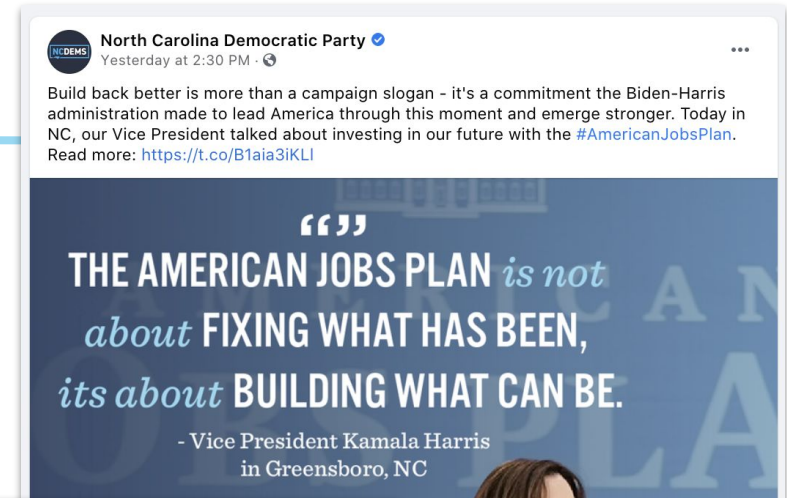 North Carolina Democratic Party
NCDEMS
Yesterday at 2:30 PM ·
Build back better is more than a campaign slogan - it's a commitment the Biden-Harris
administration made to lead America through this moment and emerge stronger. Today in
NC, our Vice President talked about investing in our future with the #AmericanJobsPlan.
Read more: https://t.co/B1aia3iKLl
“”
THE AMERICAN JOBS PLAN is not
about FIXING WHAT HAS BEEN,
its about BUILDING WHAT CAN BE.
- Vice President Kamala Harris
in Greensboro, NC
AMERICAN
OBS PLA